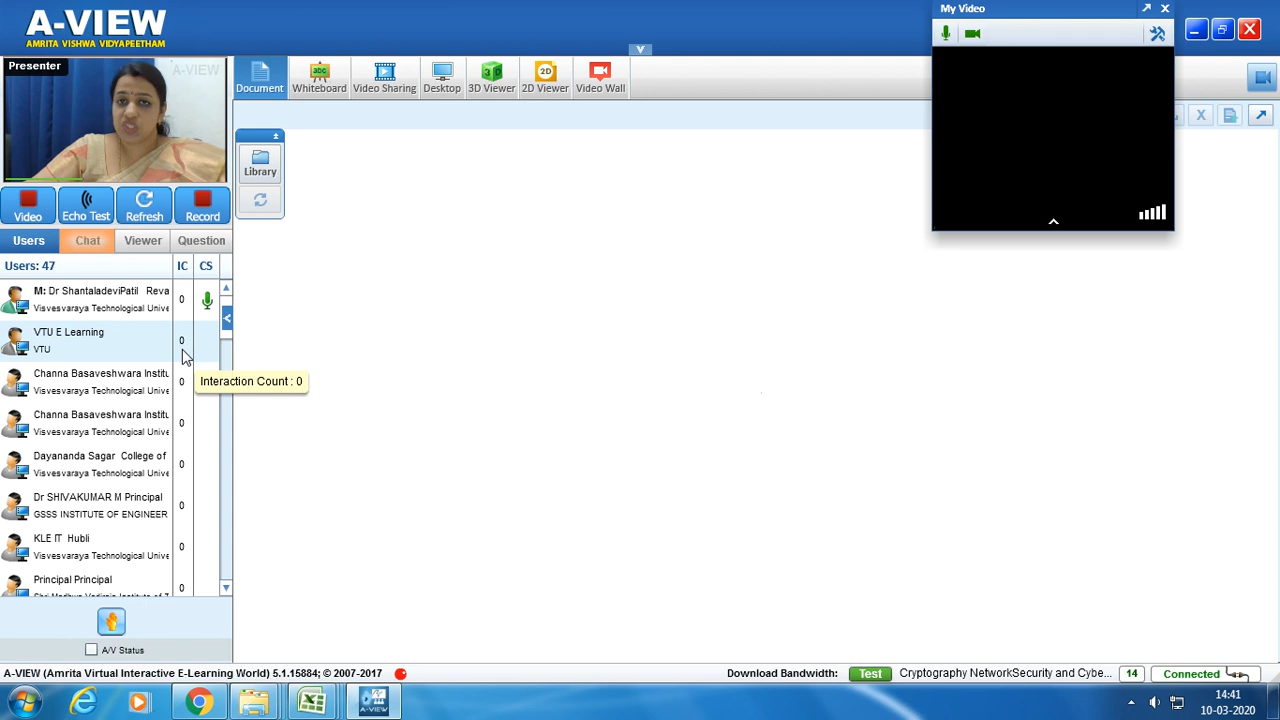 A-VIEW
AMRITA VISHWA VIDYAPEETHAM
My Video
Presenter
A-VIEW
Document
abc
Whiteboard
Video Sharing
Desktop
3D
3D Viewer
2D
2D Viewer
Video Wall
Library
Video
Echo Test
Refresh
Record
Users
Chat
Viewer
Question
Users: 47
IC
CS
M: Dr ShantaladeviPatil Reva
Visvesvaraya Technological Unive
0
VTU E Learning
VTU
0
Interaction Count : 0
Channa Basaveshwara Institu
Visvesvaraya Technological Unive
0
Channa Basaveshwara Institu
Visvesvaraya Technological Unive
0
Dayananda Sagar College of
Visvesvaraya Technological Unive
0
Dr SHIVAKUMAR M Principal
GSSS INSTITUTE OF ENGINEER
0
KLE IT Hubli
Visvesvaraya Technological Unive
0
Principal Principal
0
A/V Status
A-VIEW (Amrita Virtual Interactive E-Learning World) 5.1.15884; © 2007-2017
Download Bandwidth:
Test
Cryptography NetworkSecurity and Cybe...
14
Connected
A-VIEW
14:41
10-03-2020